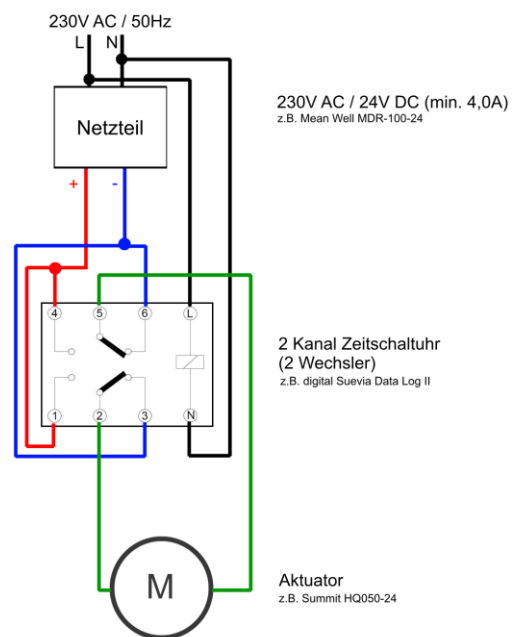 230V AC / 50Hz
L N
Netzteil
230V AC / 24V DC (min. 4,0A)
z.B. Mean Well MDR-100-24
+ -
4 5 6 L
2 Kanal Zeitschaltuhr
(2 Wechsler)
z.B. digital Suevia Data Log II
1 2 3 N
M
Aktuator
z.B. Summit HQ050-24